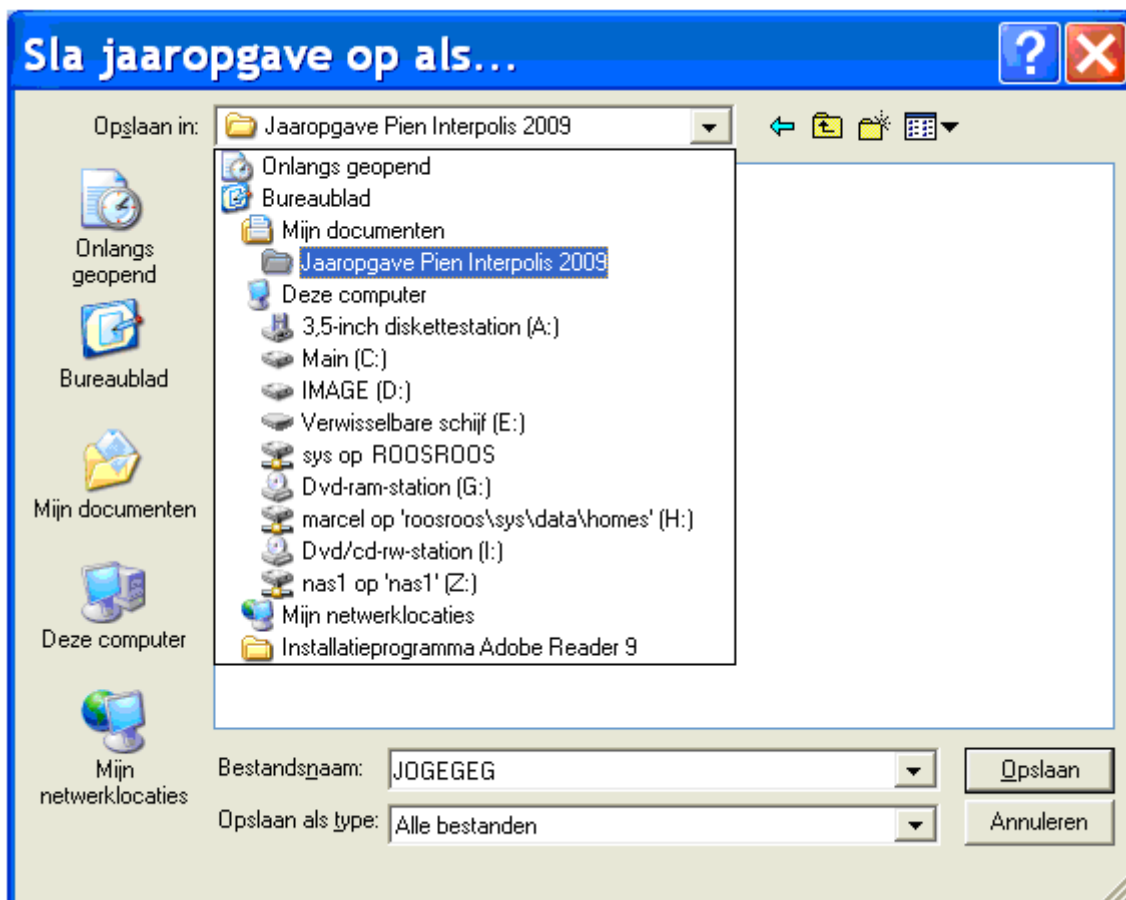 Sla jaaropgave op als...
Opslaan in:
Jaaropgave Pien Interpolis 2009
Onlangs geopend
Bureaublad
Mijn documenten
Jaaropgave Pien Interpolis 2009
Deze computer
3,5-inch diskettestation (A:)
Main (C:)
IMAGE (D:)
Verwisselbare schijf (E:)
sys op ROOSROOS
Dvd-ram-station (G:)
marcel op 'roosroos\sys\data\homes' (H:)
Dvd/cd-rw-station (I:)
nas1 op 'nas1' (Z:)
Mijn netwerklocaties
Installatieprogramma Adobe Reader 9
Onlangs
geopend
Bureaublad
Mijn documenten
Deze computer
Mijn
netwerklocaties
Bestandsnaam:
JOGEGEG
Opslaan
Opslaan als type:
Alle bestanden
Annuleren